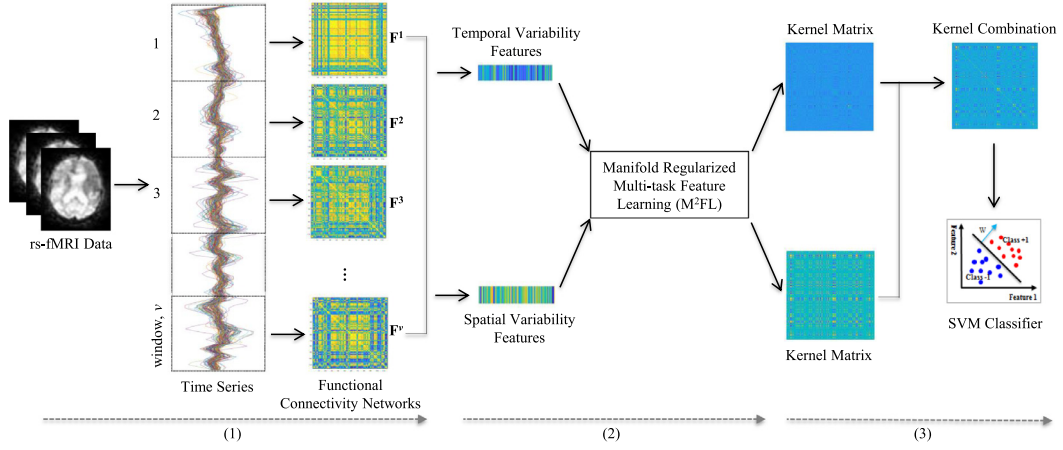 1
2
3
window, v
rs-fMRI Data
Time Series
F¹
F²
F³
...
Fᵛ
Functional
Connectivity Networks
Temporal Variability
Features
Spatial Variability
Features
Manifold Regularized
Multi-task Feature
Learning (M²FL)
Kernel Matrix
Kernel Matrix
Kernel Combination
Feature 2
W
Class +1
Class -1
Feature 1
SVM Classifier
(1)
(2)
(3)